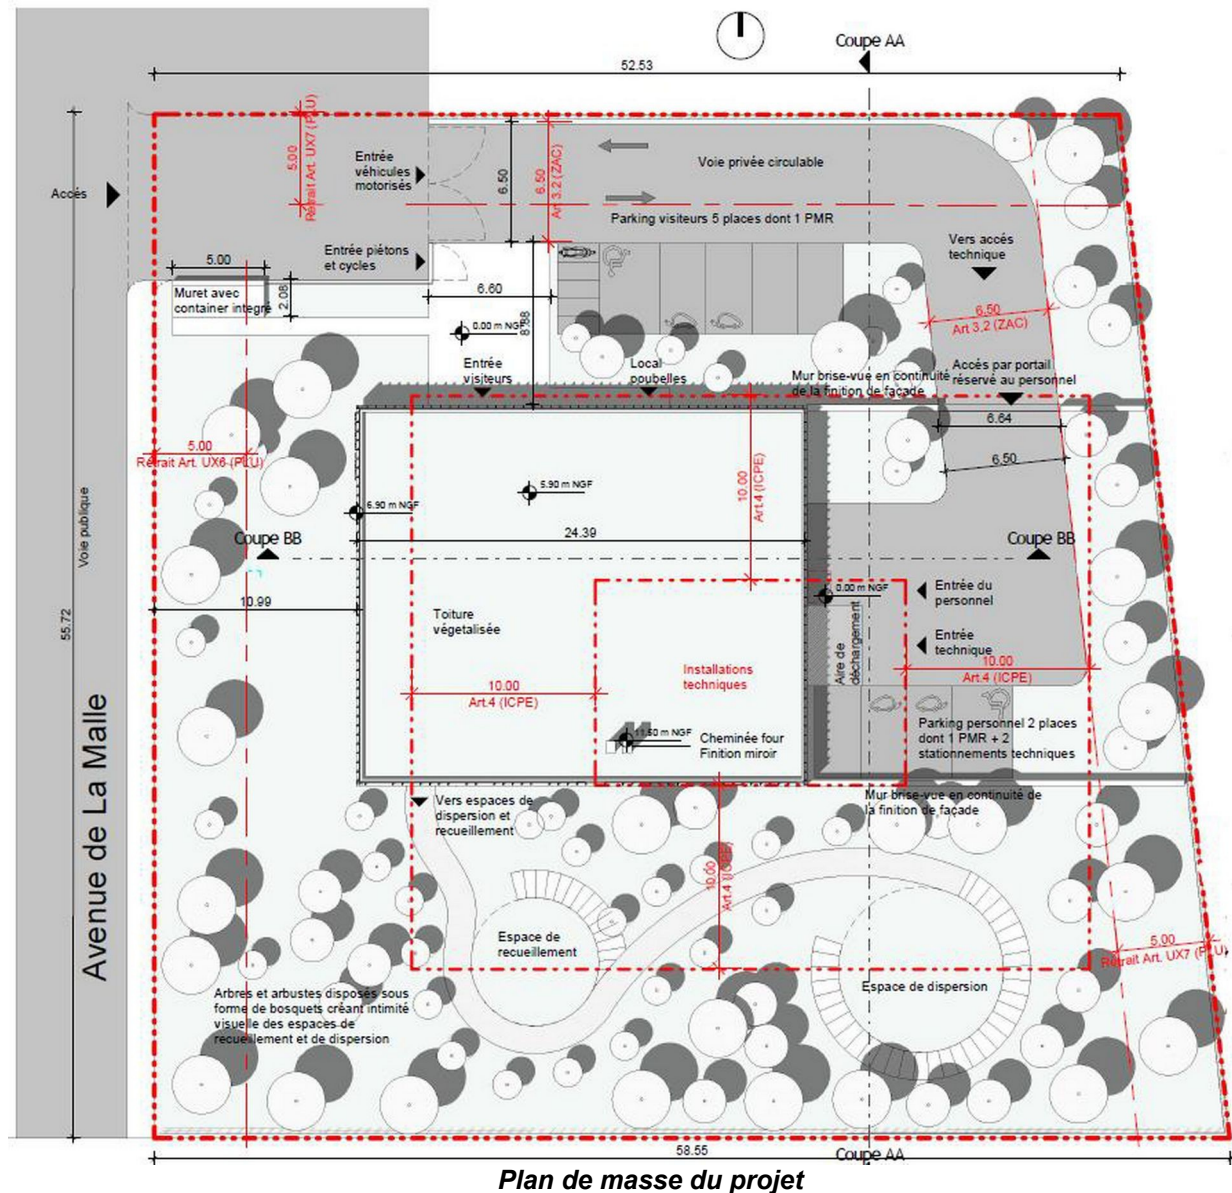 Coupe AA
52.53
Accés
Entrée
véhicules
motorisés
5.00
Retrait Art. UX7 (PLU)
6.50
6.50
Art 3.2 (ZAC)
Voie privée circulable
Parking visiteurs 5 places dont 1 PMR
Entrée piétons
et cycles
Vers accés
technique
5.00
Muret avec
container integré
2.08
6.60
8.88
0.00 m NGF
6.50
Art 3.2 (ZAC)
Entrée
visiteurs
Local
poubelles
Mur brise-vue en continuité
de la finition de façade
Accés par portail
réservé au personnel
6.64
6.50
5.00
Retrait Art. UX6 (PLU)
10.00
Art.4 (ICPE)
5.90 m NGF
6.90 m NGF
24.39
Coupe BB
Coupe BB
Voie publique
55.72
10.99
0.00 m NGF
Entrée du
personnel
Entrée
technique
Toiture
végetalisée
Aire de
déchargement
Installations
techniques
10.00
Art.4 (ICPE)
10.00
Art.4 (ICPE)
11.50 m NGF
Cheminée four
Finition miroir
Parking personnel 2 places
dont 1 PMR + 2
stationnements techniques
Vers espaces de
dispersion et
recueillement
Mur brise-vue en continuité de
la finition de façade
10.00
Art.4 (ICPE)
Avenue de La Malle
Espace de
recueillement
Espace de dispersion
5.00
Retrait Art. UX7 (PLU)
Arbres et arbustes disposés sous
forme de bosquets créant intimité
visuelle des espaces de
recueillement et de dispersion
58.55
Coupe AA
Plan de masse du projet